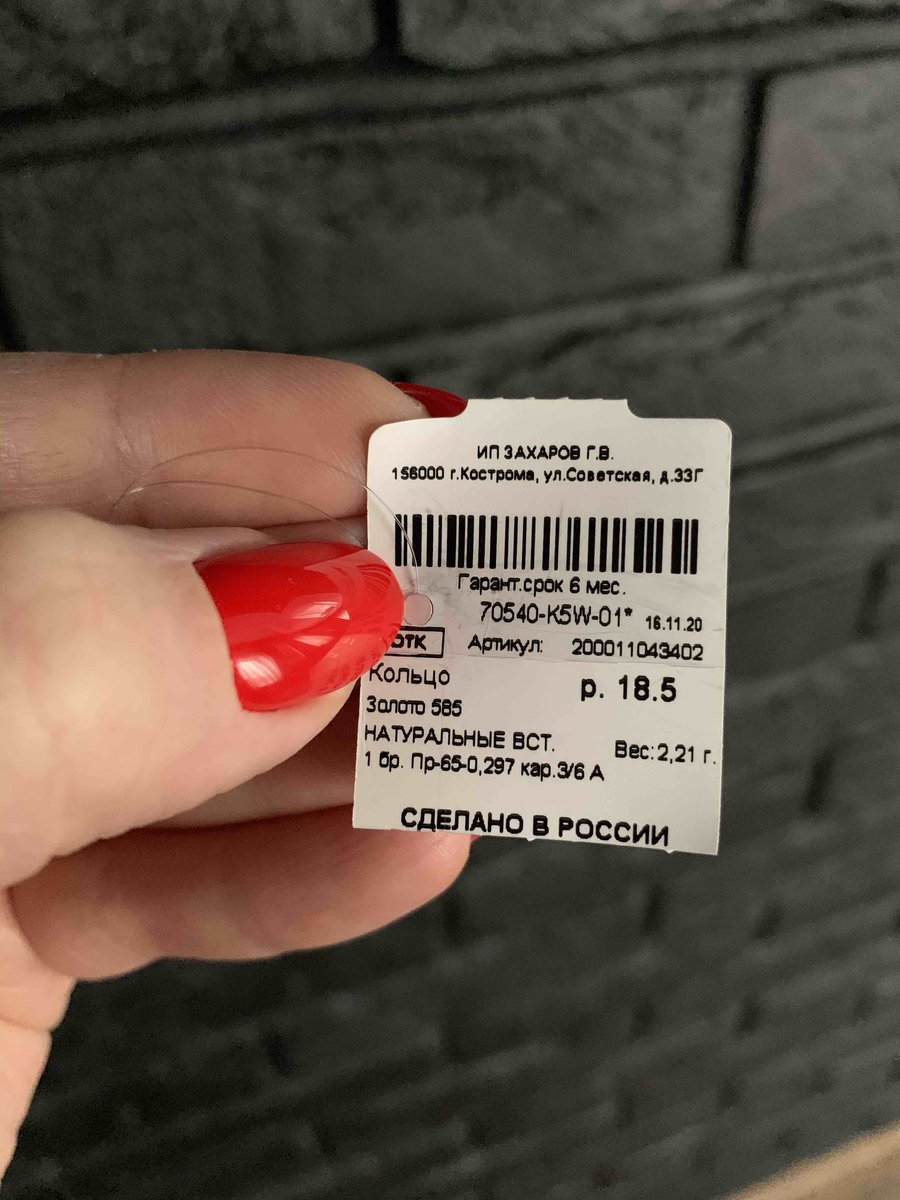 ИП ЗАХАРОВ Г.В.
156000 г.Кострома, ул.Советская, д.33Г
Гарант.срок 6 мес.
70540-К5W-01* 16.11.20
ОТК Артикул: 200011043402
Кольцо р. 18.5
Золото 585
НАТУРАЛЬНЫЕ ВСТ. Вес:2,21 г.
1 бр. Пр-65-0,297 кар.3/6 А
СДЕЛАНО В РОССИИ